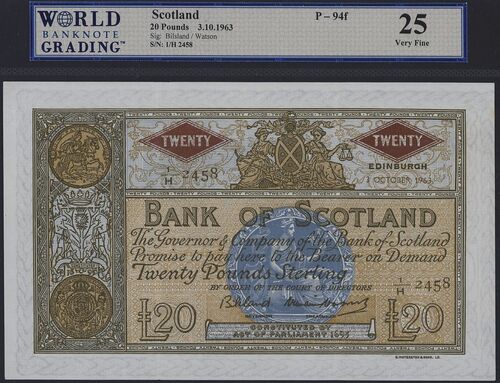 WORLD
BANKNOTE
GRADING™
Scotland
20 Pounds 3.10.1963
Sig: Bilsland / Watson
S/N: 1/H 2458
P - 94f
25
Very Fine
TWENTY
TWENTY
1/H 2458
EDINBURGH
3 OCTOBER 1963
BANK OF SCOTLAND
The Governor & Company of the Bank of Scotland
Promise to pay here to the Bearer on Demand
Twenty Pounds Sterling
BY ORDER OF THE COURT OF DIRECTORS
1/H 2458
Bilsland
£20
£20
CONSTITUTED BY
ACT OF PARLIAMENT 1695